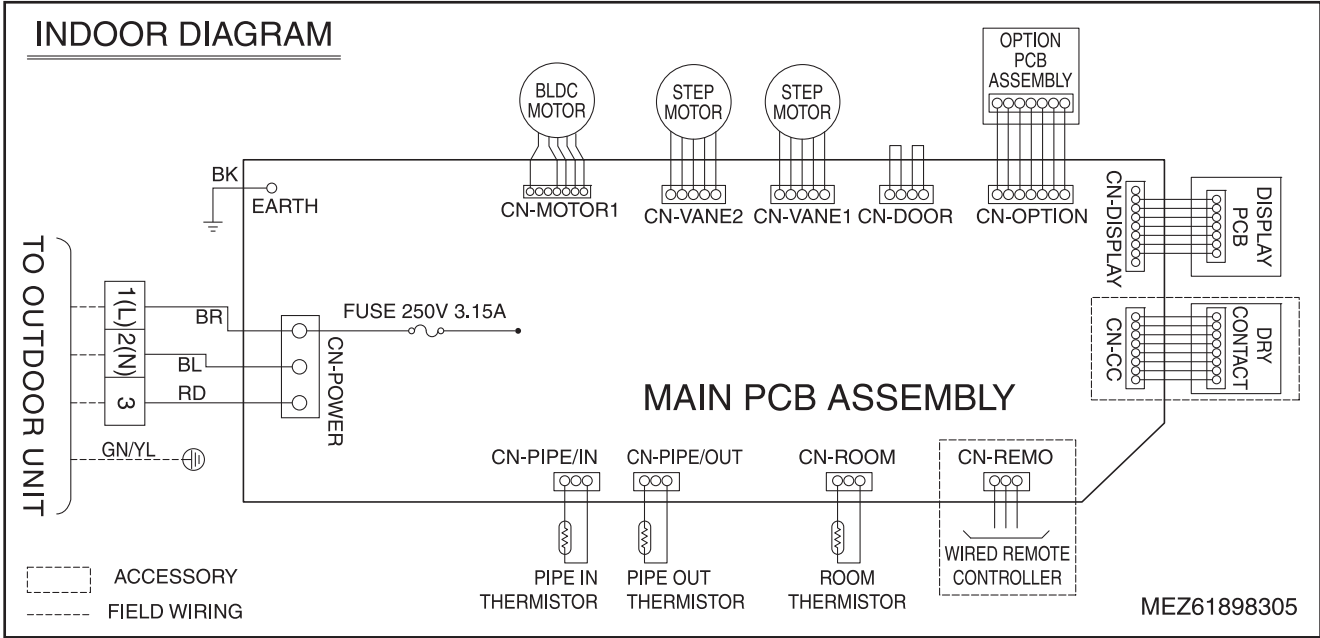 INDOOR DIAGRAM
BLDC
MOTOR
STEP
MOTOR
STEP
MOTOR
OPTION
PCB
ASSEMBLY
BK
EARTH
CN-MOTOR1
CN-VANE2
CN-VANE1
CN-DOOR
CN-OPTION
CN-DISPLAY
DISPLAY
PCB
TO OUTDOOR UNIT
1(L)
2(N)
3
BR
BL
RD
GN/YL
CN-POWER
FUSE 250V 3.15A
MAIN PCB ASSEMBLY
CN-CC
DRY
CONTACT
CN-PIPE/IN
CN-PIPE/OUT
CN-ROOM
CN-REMO
PIPE IN
THERMISTOR
PIPE OUT
THERMISTOR
ROOM
THERMISTOR
WIRED REMOTE
CONTROLLER
ACCESSORY
FIELD WIRING
MEZ61898305